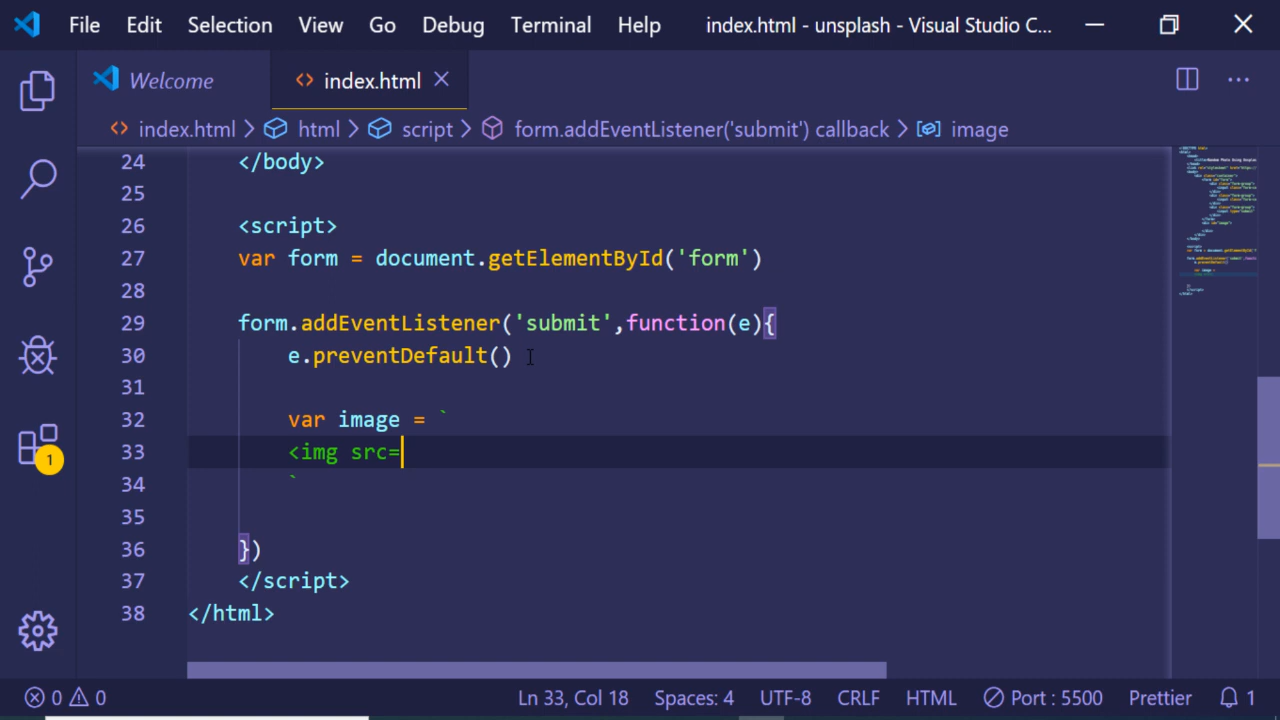 File Edit Selection View Go Debug Terminal Help index.html - unsplash - Visual Studio C...
Welcome index.html
index.html > html > script > form.addEventListener('submit') callback > image
24 </body>
25
26 <script>
27 var form = document.getElementById('form')
28
29 form.addEventListener('submit',function(e){
30 e.preventDefault()
31
32 var image = `
33 <img src=
34 `
35
36 })
37 </script>
38 </html>
1
0 0 Ln 33, Col 18 Spaces: 4 UTF-8 CRLF HTML Port : 5500 Prettier 1